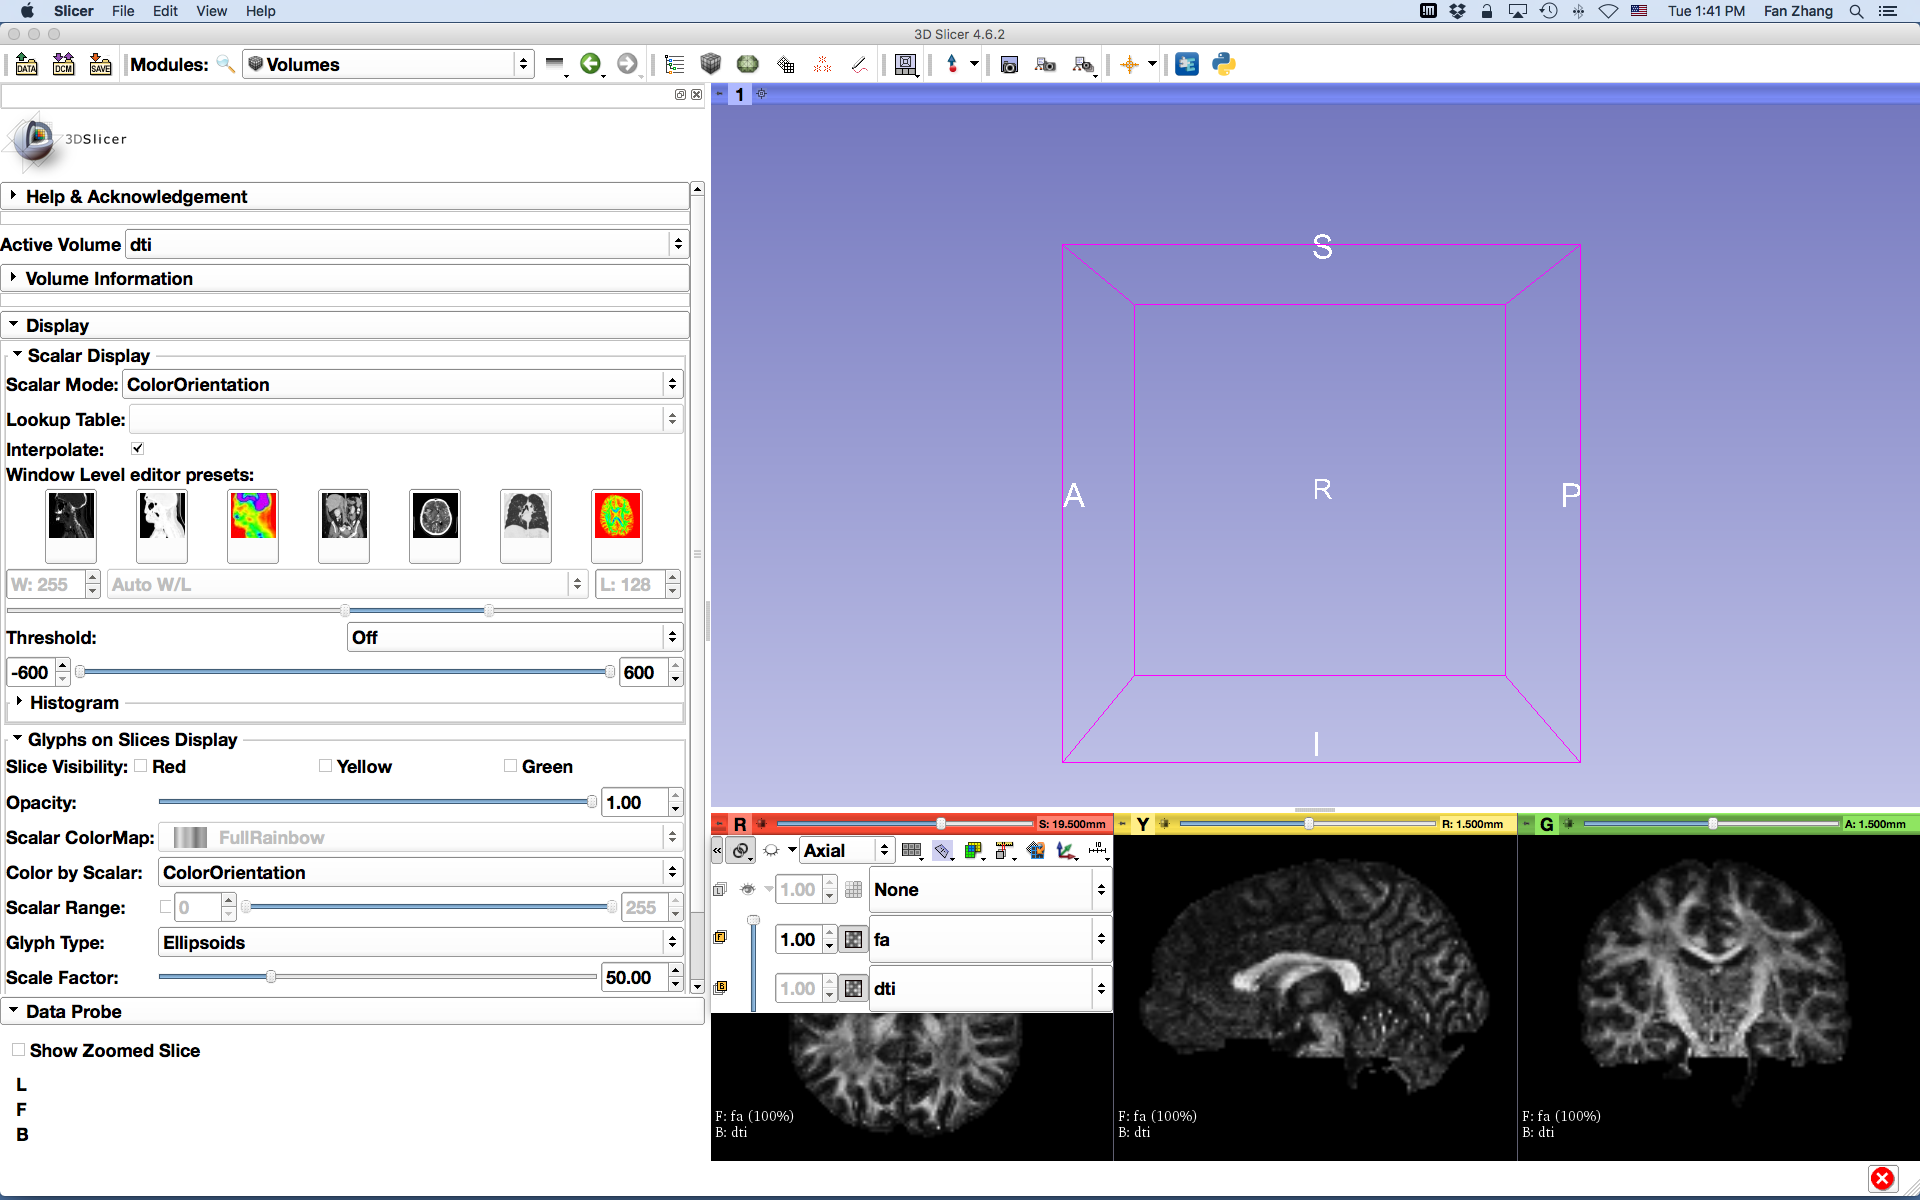 Slicer File Edit View Help Tue 1:41 PM Fan Zhang
3D Slicer 4.6.2
DATA DCM SAVE Modules: Volumes
1
3DSlicer
Help & Acknowledgement
Active Volume dti
Volume Information
Display
Scalar Display
Scalar Mode: ColorOrientation
Lookup Table:
Interpolate:
Window Level editor presets:
W: 255 Auto W/L L: 128
Threshold: Off
-600 600
Histogram
Glyphs on Slices Display
Slice Visibility: Red Yellow Green
Opacity: 1.00
Scalar ColorMap: FullRainbow
Color by Scalar: ColorOrientation
Scalar Range: 0 255
Glyph Type: Ellipsoids
Scale Factor: 50.00
Data Probe
Show Zoomed Slice
L
F
B
S
A R P
I
R S: 19.500mm
Axial
L 1.00 None
F 1.00 fa
B 1.00 dti
F: fa (100%)
B: dti
Y R: 1.500mm
F: fa (100%)
B: dti
G A: 1.500mm
F: fa (100%)
B: dti